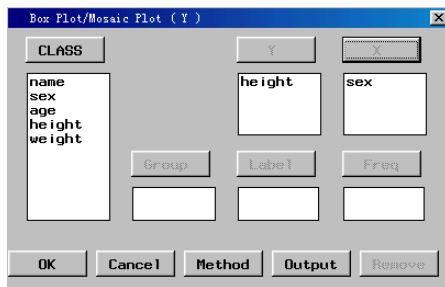 Box Plot/Mosaic Plot ( Y )
CLASS
Y
X
name
sex
age
height
weight
height
sex
Group
Label
Freq
OK
Cancel
Method
Output
Remove